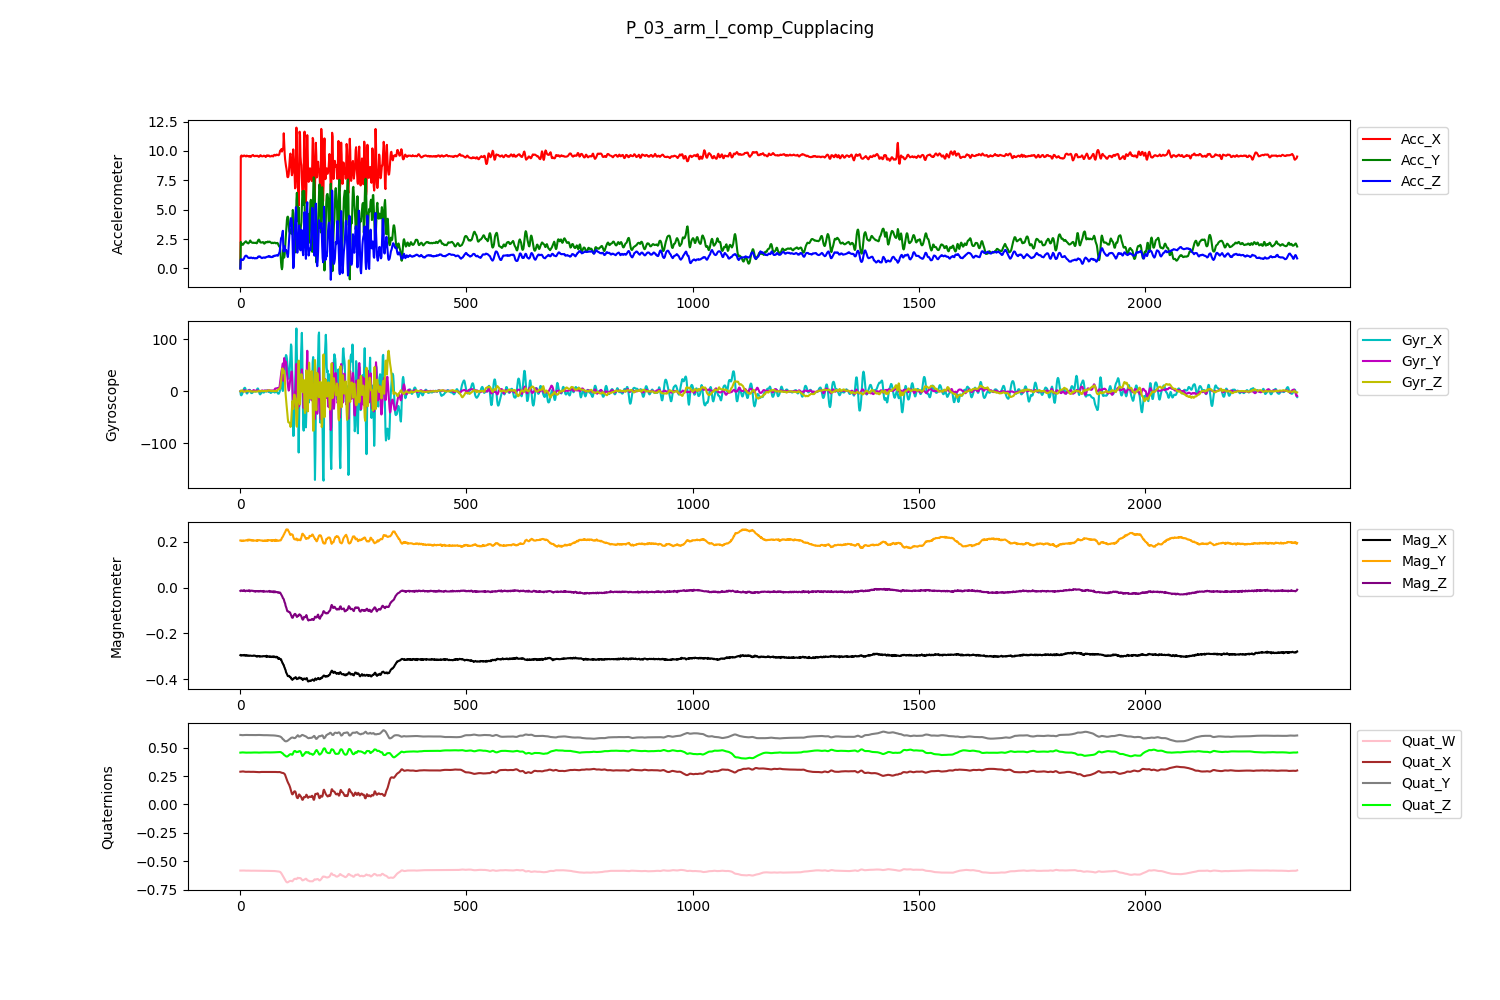 P_03_arm_l_comp_Cupplacing
Accelerometer
12.5
10.0
7.5
5.0
2.5
0.0
0 500 1000 1500 2000
Acc_X
Acc_Y
Acc_Z
Gyroscope
100
0
−100
0 500 1000 1500 2000
Gyr_X
Gyr_Y
Gyr_Z
Magnetometer
0.2
0.0
−0.2
−0.4
0 500 1000 1500 2000
Mag_X
Mag_Y
Mag_Z
Quaternions
0.50
0.25
0.00
−0.25
−0.50
−0.75
0 500 1000 1500 2000
Quat_W
Quat_X
Quat_Y
Quat_Z